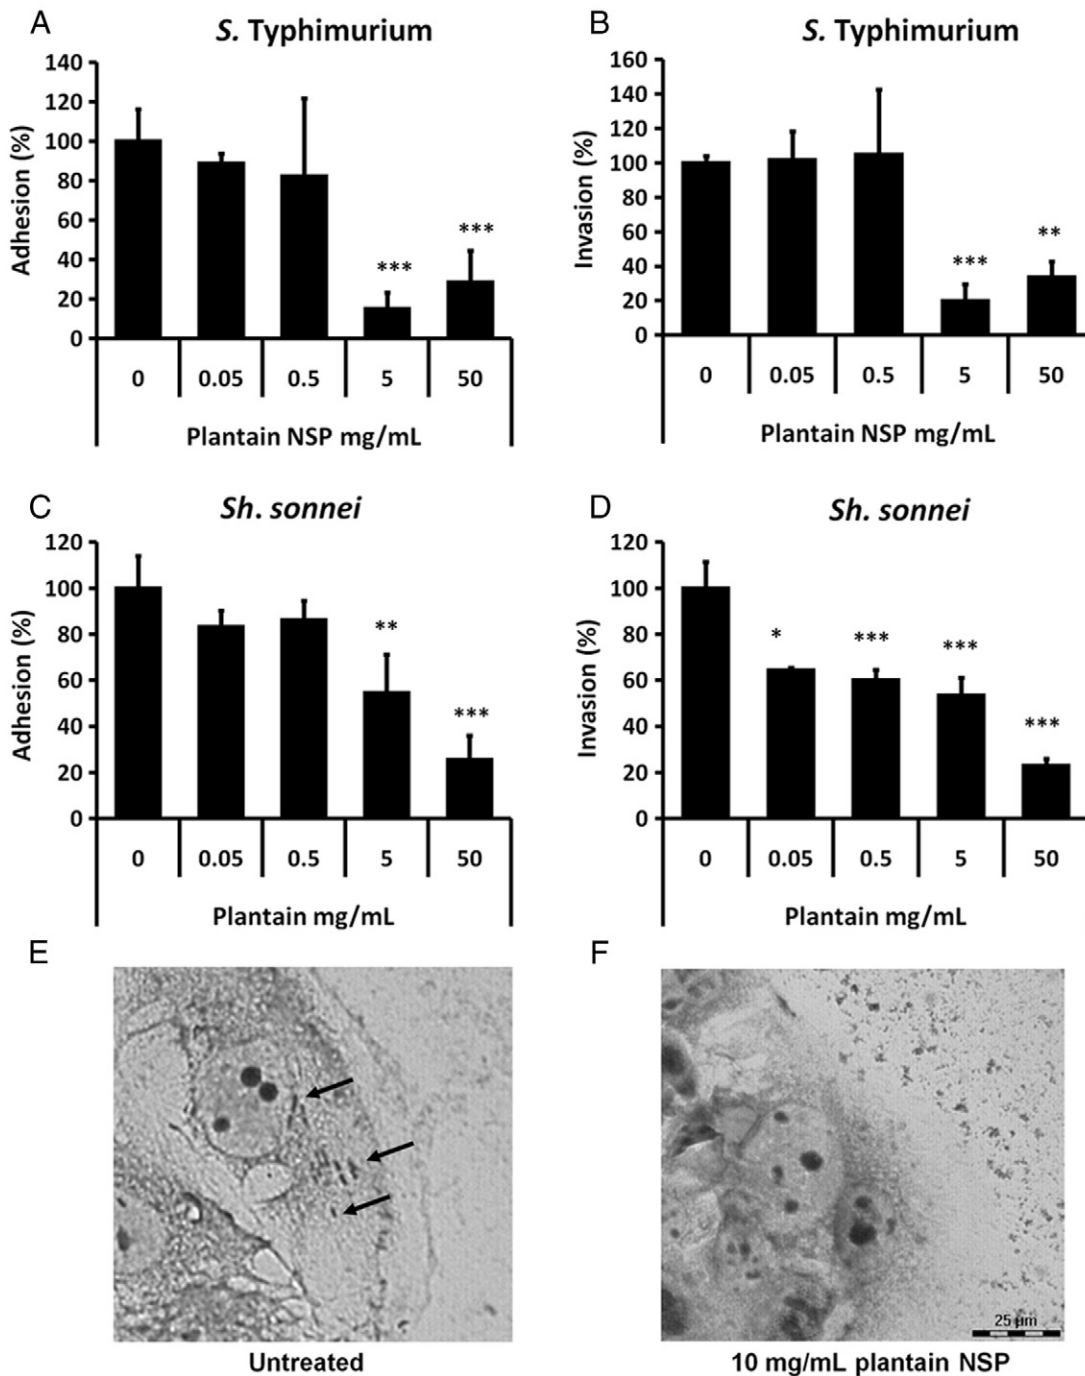 A
S. Typhimurium
140
120
100
80
60
40
20
0
Adhesion (%)
***
***
0 0.05 0.5 5 50
Plantain NSP mg/mL
B
S. Typhimurium
160
140
120
100
80
60
40
20
0
Invasion (%)
***
**
0 0.05 0.5 5 50
Plantain NSP mg/mL
C
Sh. sonnei
120
100
80
60
40
20
0
Adhesion (%)
**
***
0 0.05 0.5 5 50
Plantain mg/mL
D
Sh. sonnei
120
100
80
60
40
20
0
Invasion (%)
*
***
***
***
0 0.05 0.5 5 50
Plantain mg/mL
E
Untreated
F
25 µm
10 mg/mL plantain NSP